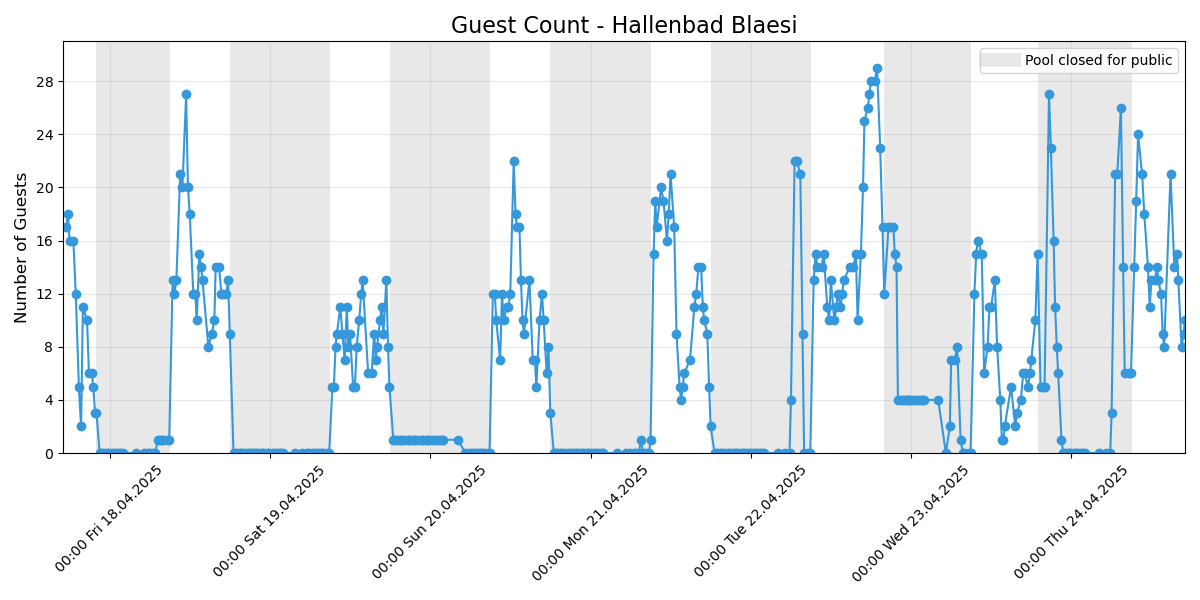 Guest Count - Hallenbad Blaesi
Pool closed for public
Number of Guests
28
24
20
16
12
8
4
0
00:00 Fri 18.04.2025
00:00 Sat 19.04.2025
00:00 Sun 20.04.2025
00:00 Mon 21.04.2025
00:00 Tue 22.04.2025
00:00 Wed 23.04.2025
00:00 Thu 24.04.2025